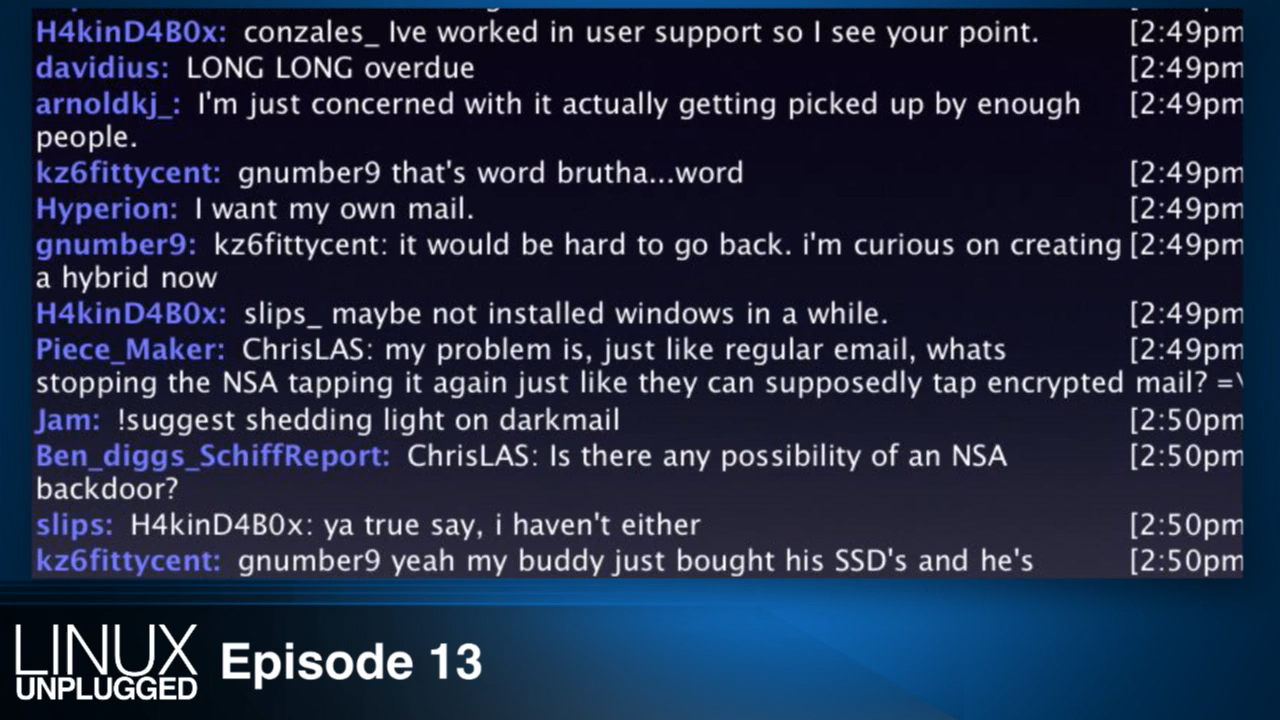 H4kinD4B0x: conzales_ Ive worked in user support so I see your point. [2:49pm
davidius: LONG LONG overdue [2:49pm
arnoldkj_: I'm just concerned with it actually getting picked up by enough [2:49pm
people.
kz6fittycent: gnumber9 that's word brutha...word [2:49pm
Hyperion: I want my own mail. [2:49pm
gnumber9: kz6fittycent: it would be hard to go back. i'm curious on creating [2:49pm
a hybrid now
H4kinD4B0x: slips_ maybe not installed windows in a while. [2:49pm
Piece_Maker: ChrisLAS: my problem is, just like regular email, whats [2:49pm
stopping the NSA tapping it again just like they can supposedly tap encrypted mail? =\
Jam: !suggest shedding light on darkmail [2:50pm
Ben_diggs_SchiffReport: ChrisLAS: Is there any possibility of an NSA [2:50pm
backdoor?
slips: H4kinD4B0x: ya true say, i haven't either [2:50pm
kz6fittycent: gnumber9 yeah my buddy just bought his SSD's and he's [2:50pm
LINUX
UNPLUGGED
Episode 13